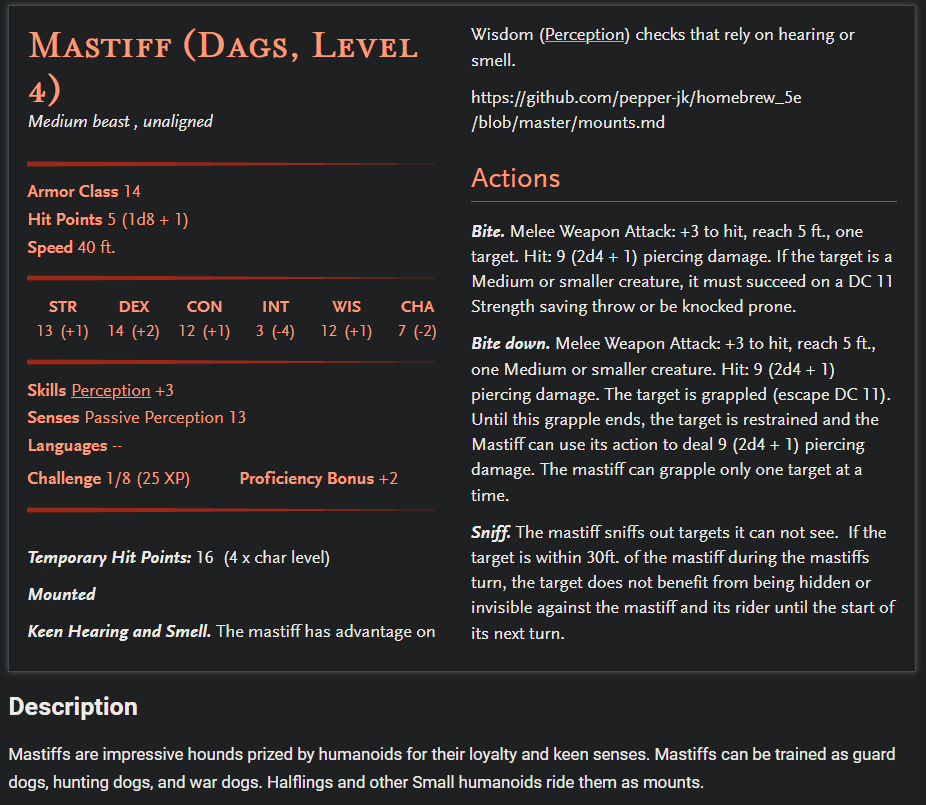 Mastiff (Dags, Level
4)
Medium beast , unaligned
Armor Class 14
Hit Points 5 (1d8 + 1)
Speed 40 ft.
STR DEX CON INT WIS CHA
13 (+1) 14 (+2) 12 (+1) 3 (-4) 12 (+1) 7 (-2)
Skills Perception +3
Senses Passive Perception 13
Languages --
Challenge 1/8 (25 XP) Proficiency Bonus +2
Temporary Hit Points: 16 (4 x char level)
Mounted
Keen Hearing and Smell. The mastiff has advantage on
Wisdom (Perception) checks that rely on hearing or
smell.
https://github.com/pepper-jk/homebrew_5e
/blob/master/mounts.md
Actions
Bite. Melee Weapon Attack: +3 to hit, reach 5 ft., one
target. Hit: 9 (2d4 + 1) piercing damage. If the target is a
Medium or smaller creature, it must succeed on a DC 11
Strength saving throw or be knocked prone.
Bite down. Melee Weapon Attack: +3 to hit, reach 5 ft.,
one Medium or smaller creature. Hit: 9 (2d4 + 1)
piercing damage. The target is grappled (escape DC 11).
Until this grapple ends, the target is restrained and the
Mastiff can use its action to deal 9 (2d4 + 1) piercing
damage. The mastiff can grapple only one target at a
time.
Sniff. The mastiff sniffs out targets it can not see. If the
target is within 30ft. of the mastiff during the mastiffs
turn, the target does not benefit from being hidden or
invisible against the mastiff and its rider until the start of
its next turn.
Description
Mastiffs are impressive hounds prized by humanoids for their loyalty and keen senses. Mastiffs can be trained as guard
dogs, hunting dogs, and war dogs. Halflings and other Small humanoids ride them as mounts.